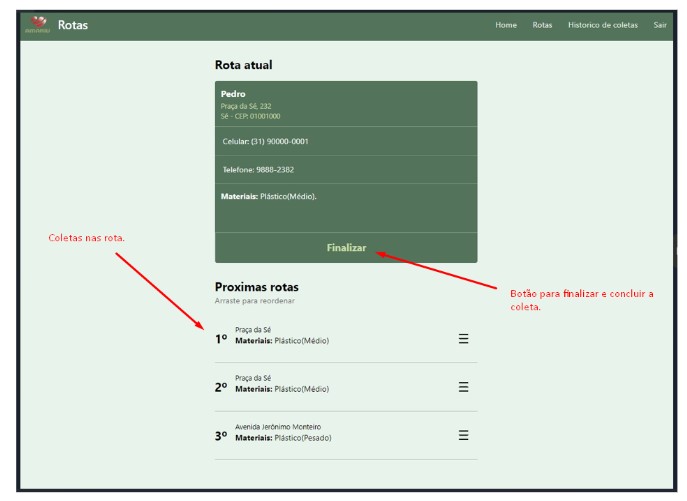 Rotas
Home Rotas Historico de coletas Sair
Rota atual
Pedro
Praça da Sé, 232
Sé - CEP: 01001000
Celular: (31) 90000-0001
Telefone: 9888-2382
Materiais: Plástico(Médio).
Finalizar
Coletas nas rota.
Botão para finalizar e concluir a
coleta.
Proximas rotas
Arraste para reordenar
1º Praça da Sé
Materiais: Plástico(Médio)
2º Praça da Sé
Materiais: Plástico(Médio)
3º Avenida Jerônimo Monteiro
Materiais: Plástico(Pesado)